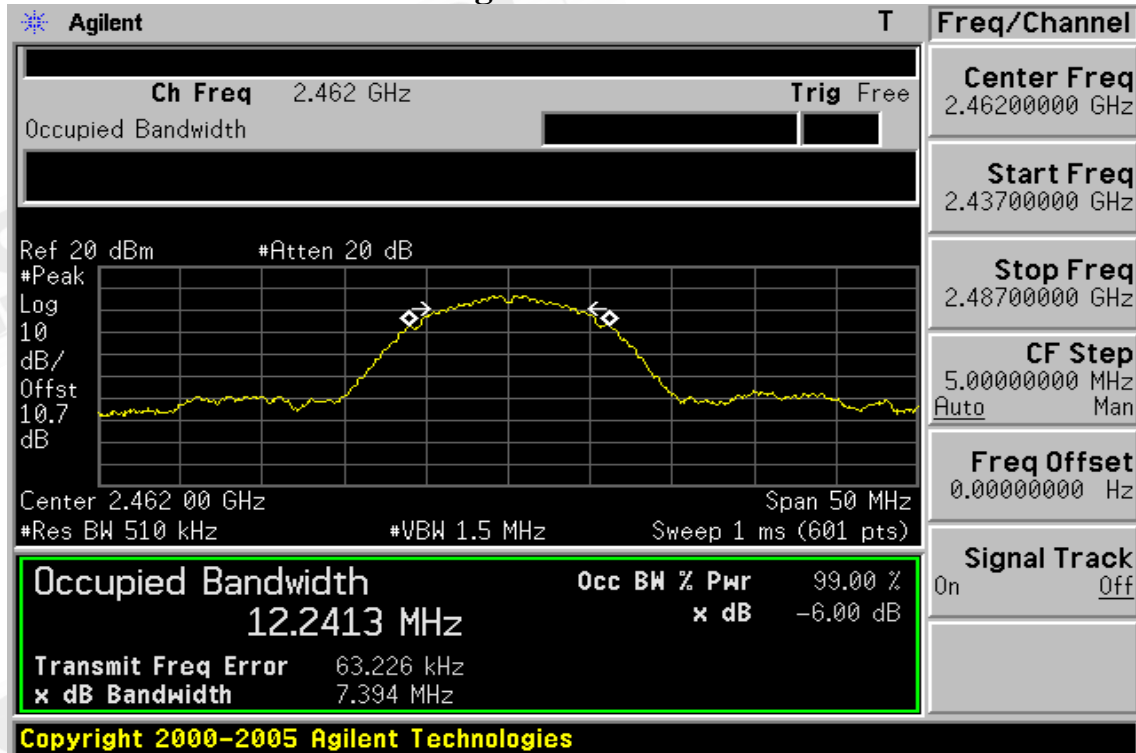 Agilent T
Ch Freq 2.462 GHz Trig Free
Occupied Bandwidth
Ref 20 dBm #Atten 20 dB
#Peak
Log
10
dB/
Offst
10.7
dB
Center 2.462 00 GHz Span 50 MHz
#Res BW 510 kHz #VBW 1.5 MHz Sweep 1 ms (601 pts)
Occupied Bandwidth Occ BW % Pwr 99.00 %
12.2413 MHz x dB -6.00 dB
Transmit Freq Error 63.226 kHz
x dB Bandwidth 7.394 MHz
Copyright 2000-2005 Agilent Technologies
Freq/Channel
Center Freq
2.46200000 GHz
Start Freq
2.43700000 GHz
Stop Freq
2.48700000 GHz
CF Step
5.00000000 MHz
Auto Man
Freq Offset
0.00000000 Hz
Signal Track
On Off